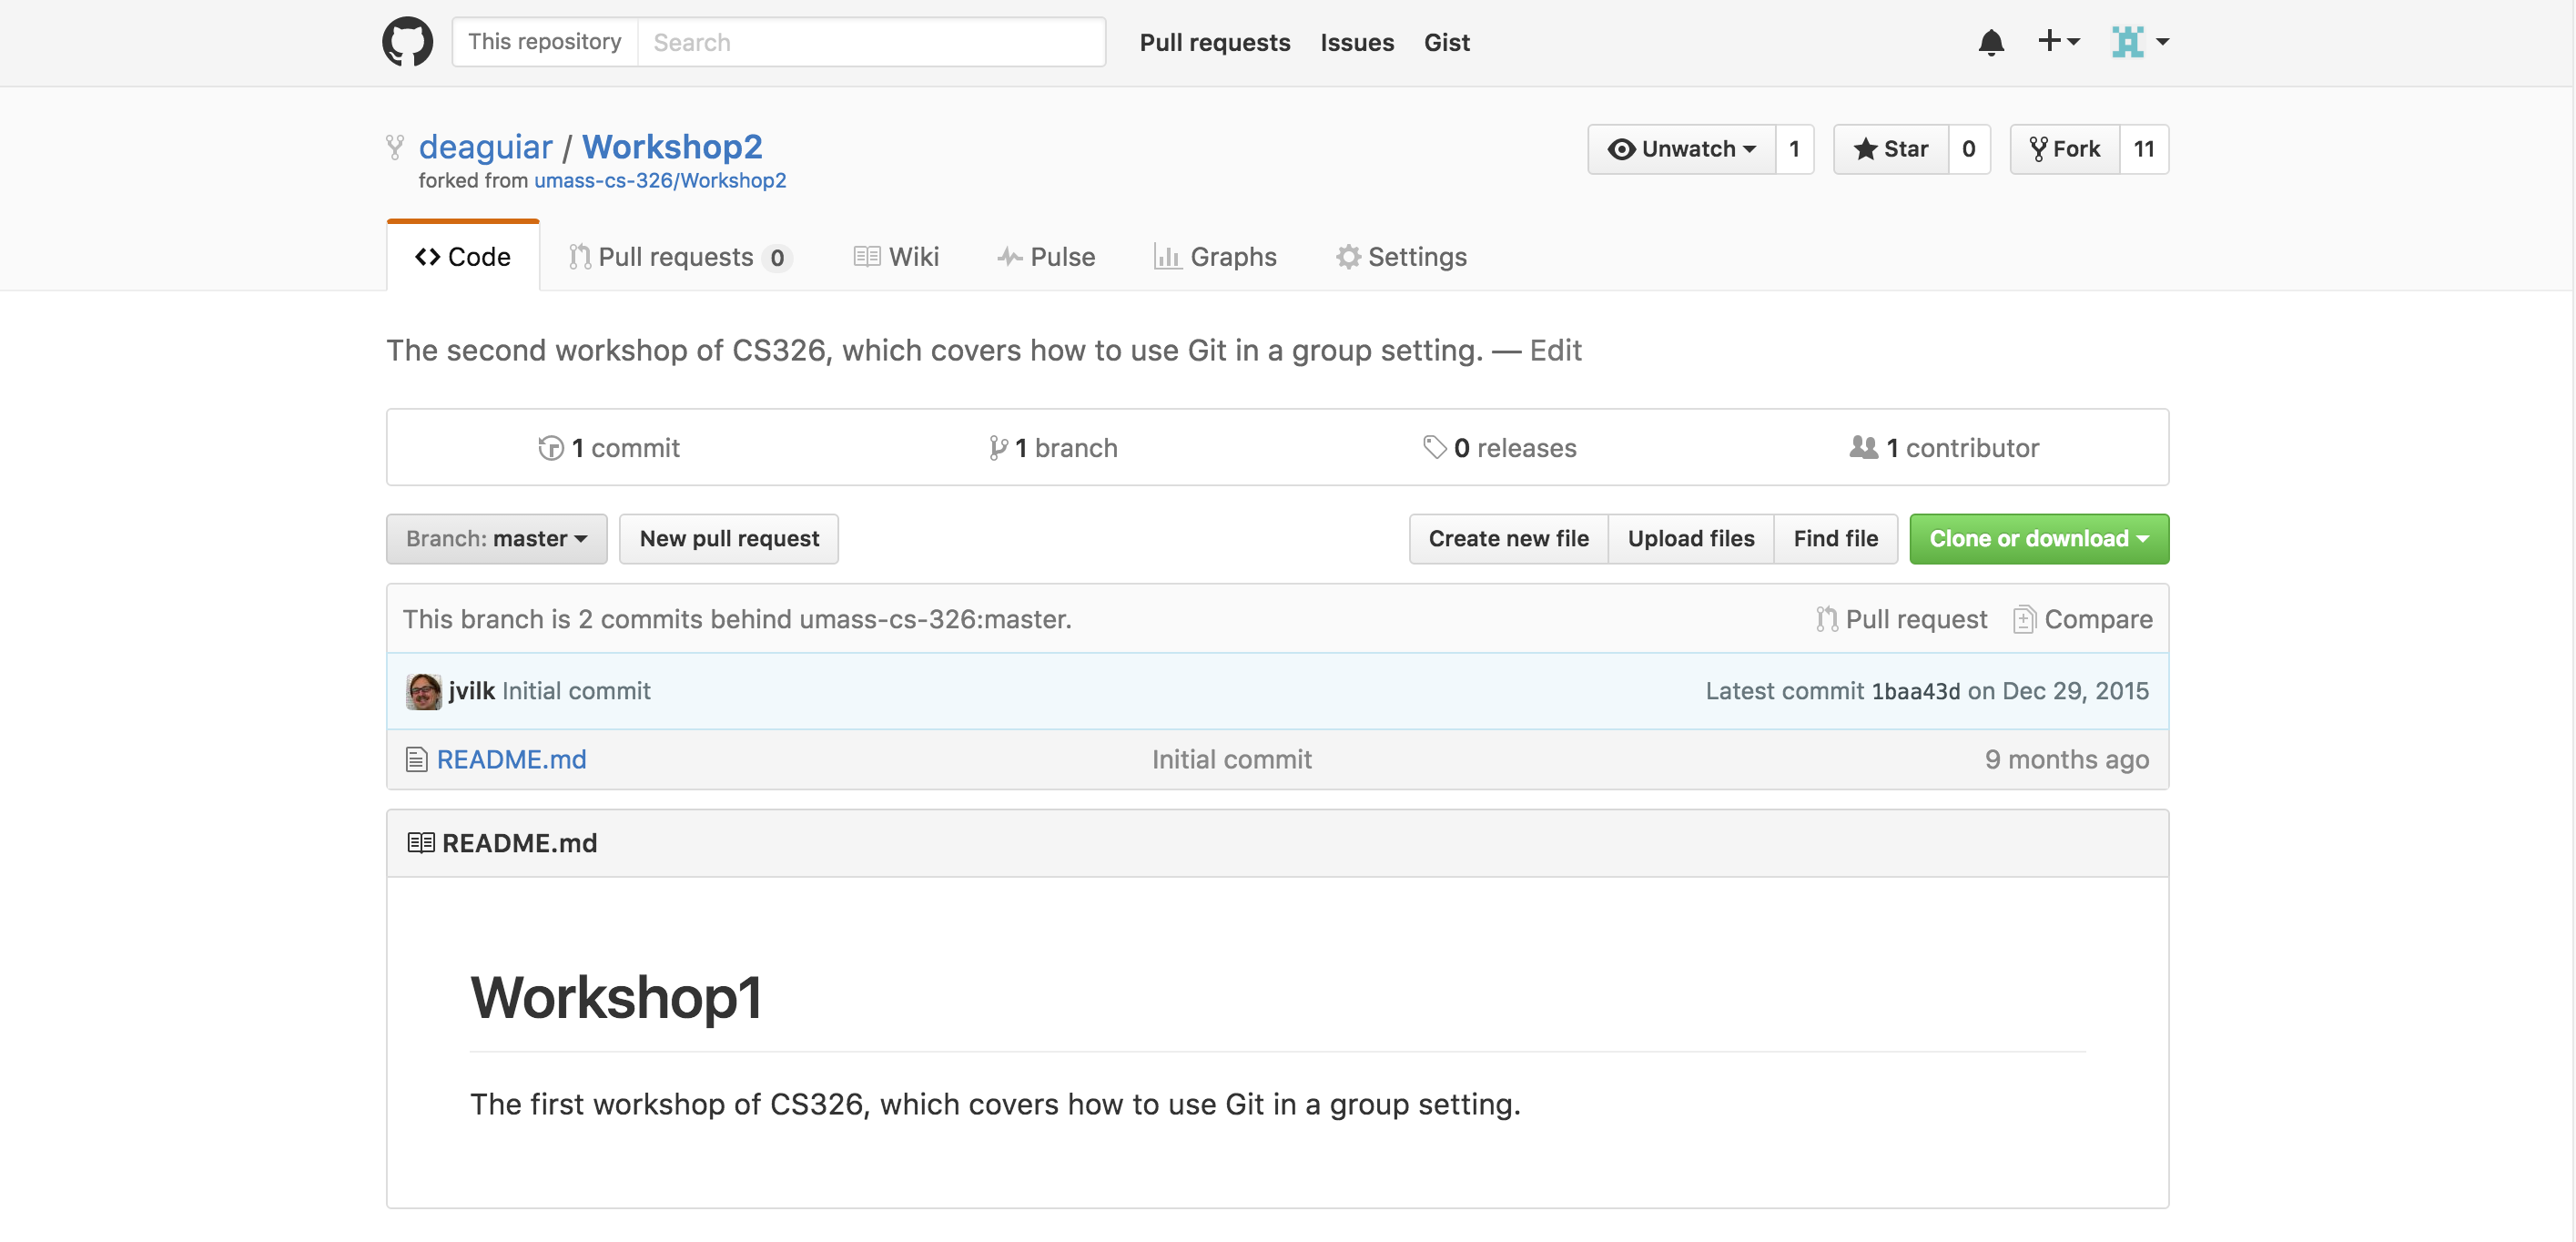 This repository Search Pull requests Issues Gist
deaguiar / Workshop2 Unwatch 1 Star 0 Fork 11
forked from umass-cs-326/Workshop2
Code Pull requests 0 Wiki Pulse Graphs Settings
The second workshop of CS326, which covers how to use Git in a group setting. — Edit
1 commit 1 branch 0 releases 1 contributor
Branch: master New pull request Create new file Upload files Find file Clone or download
This branch is 2 commits behind umass-cs-326:master. Pull request Compare
jvilk Initial commit Latest commit 1baa43d on Dec 29, 2015
README.md Initial commit 9 months ago
README.md
Workshop1
The first workshop of CS326, which covers how to use Git in a group setting.